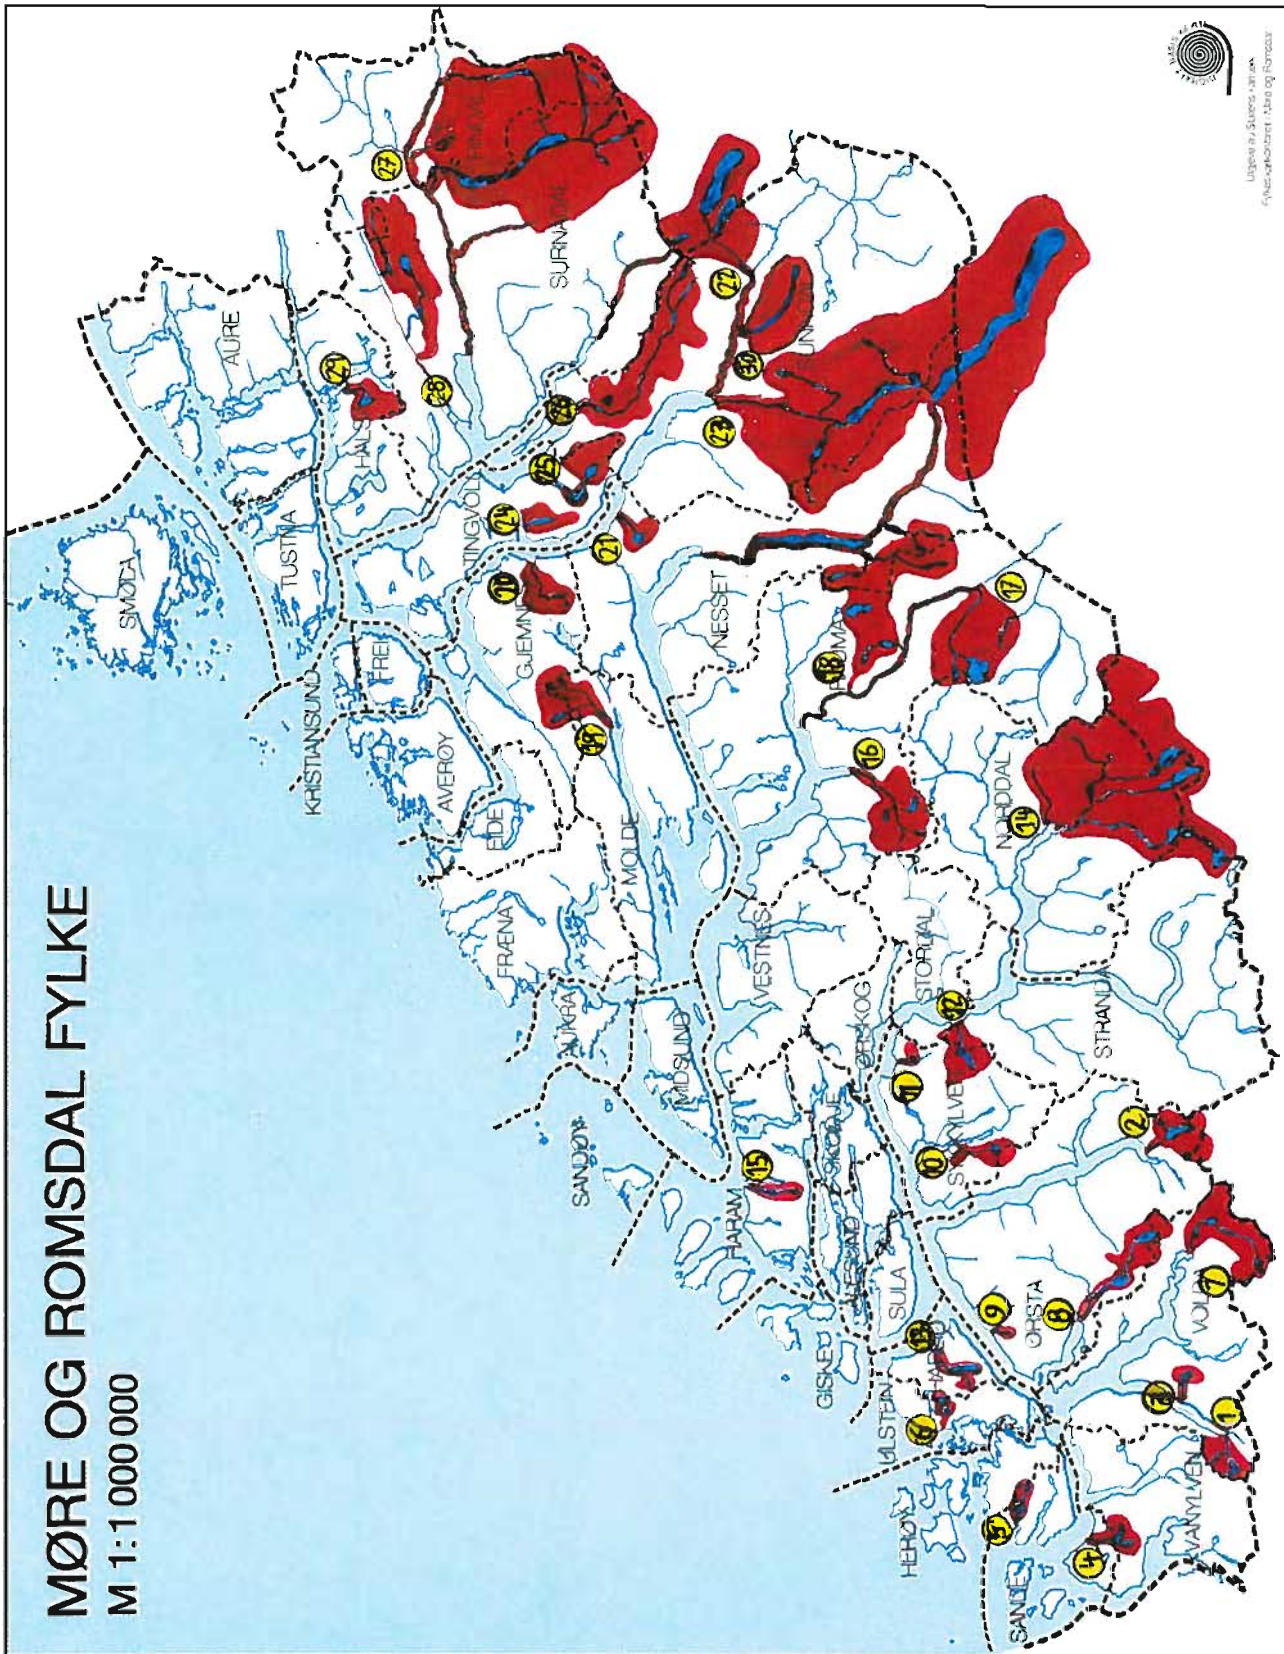 MØRE OG ROMSDAL FYLKE
M 1:1 000 000
SMØLA
AURE
TUSTNA
KRISTIANSUND
FREI
HALSA
TINGVOLL
AVERØY
EIDE
GJEMNES
FRÆNA
AUKRA
MOLDE
MIDSUND
SANDØY
NESSET
VESTNES
HARAM
SKODJE
ØRSKOG
STORDAL
NORDDAL
STRANDA
ÅLESUND
SULA
GISKE
ULSTEIN
HAREID
HERØY
SANDE
VANYLVEN
VOLDA
ØRSTA
27
29
28
26
25
24
20
21
22
30
23
19
18
17
16
14
12
11
10
15
2
7
8
9
13
6
5
4
3
1